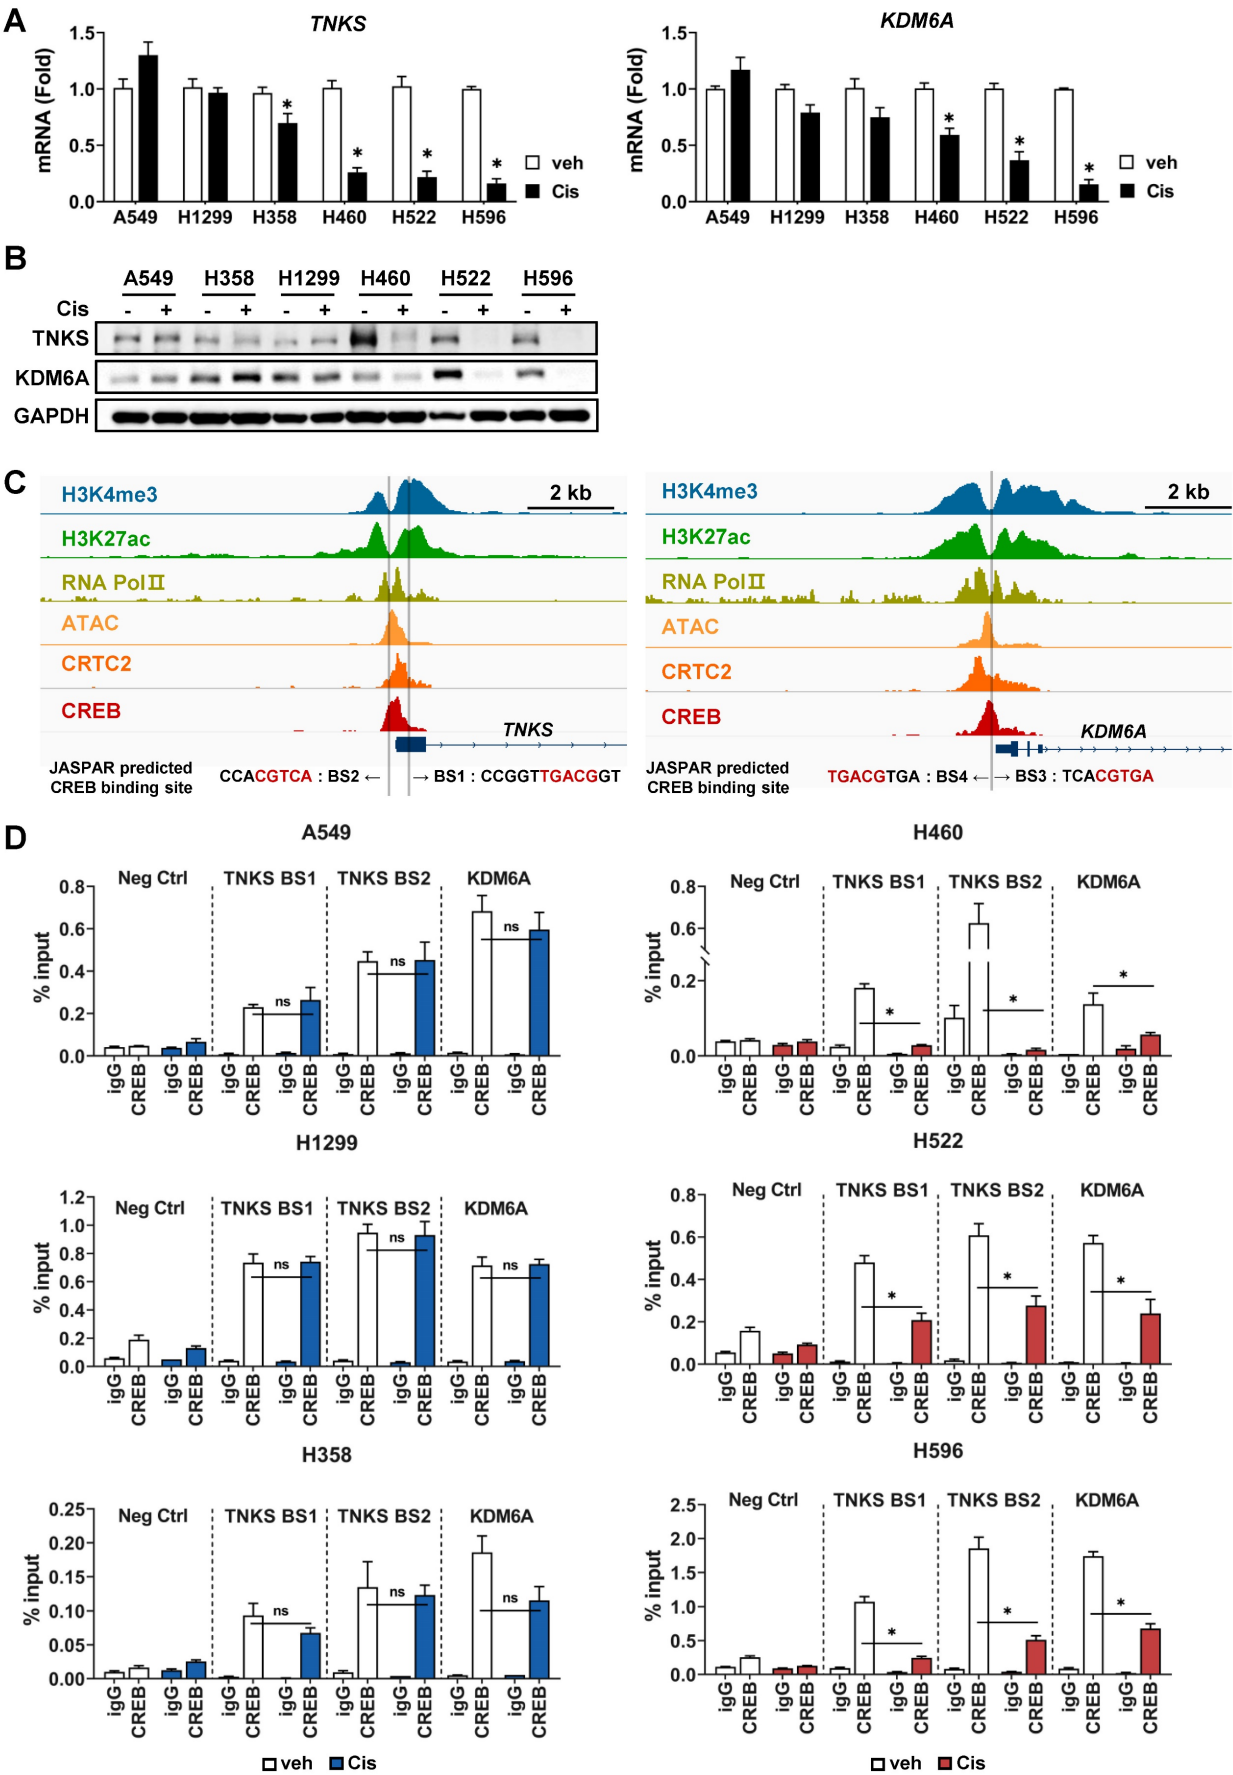 A
TNKS
mRNA (Fold)
1.5
1.0
0.5
0.0
A549 H1299 H358 H460 H522 H596
* * * *
veh
Cis
KDM6A
mRNA (Fold)
1.5
1.0
0.5
0.0
A549 H1299 H358 H460 H522 H596
* * *
veh
Cis
B
A549 H358 H1299 H460 H522 H596
Cis - + - + - + - + - + - +
TNKS
KDM6A
GAPDH
C
H3K4me3
2 kb
H3K27ac
RNA PolⅡ
ATAC
CRTC2
CREB
TNKS
JASPAR predicted
CREB binding site
CCACGTCA : BS2 ←
→ BS1 : CCGGTTGACGGT
H3K4me3
2 kb
H3K27ac
RNA PolⅡ
ATAC
CRTC2
CREB
KDM6A
JASPAR predicted
CREB binding site
TGACGTGA : BS4 ←
→ BS3 : TCACGTGA
D
A549
Neg Ctrl TNKS BS1 TNKS BS2 KDM6A
% input
0.8
0.6
0.4
0.2
0.0
ns ns ns
igG CREB igG CREB igG CREB igG CREB igG CREB igG CREB igG CREB igG CREB
H460
Neg Ctrl TNKS BS1 TNKS BS2 KDM6A
% input
0.8
0.6
0.2
0.0
* * *
igG CREB igG CREB igG CREB igG CREB igG CREB igG CREB igG CREB igG CREB
H1299
Neg Ctrl TNKS BS1 TNKS BS2 KDM6A
% input
1.2
1.0
0.8
0.6
0.4
0.2
0.0
ns ns ns
igG CREB igG CREB igG CREB igG CREB igG CREB igG CREB igG CREB igG CREB
H522
Neg Ctrl TNKS BS1 TNKS BS2 KDM6A
% input
0.8
0.6
0.4
0.2
0.0
* * *
igG CREB igG CREB igG CREB igG CREB igG CREB igG CREB igG CREB igG CREB
H358
Neg Ctrl TNKS BS1 TNKS BS2 KDM6A
% input
0.25
0.20
0.15
0.10
0.05
0.00
ns ns ns
igG CREB igG CREB igG CREB igG CREB igG CREB igG CREB igG CREB igG CREB
veh Cis
H596
Neg Ctrl TNKS BS1 TNKS BS2 KDM6A
% input
2.5
2.0
1.5
1.0
0.5
0.0
* * *
igG CREB igG CREB igG CREB igG CREB igG CREB igG CREB igG CREB igG CREB
veh Cis